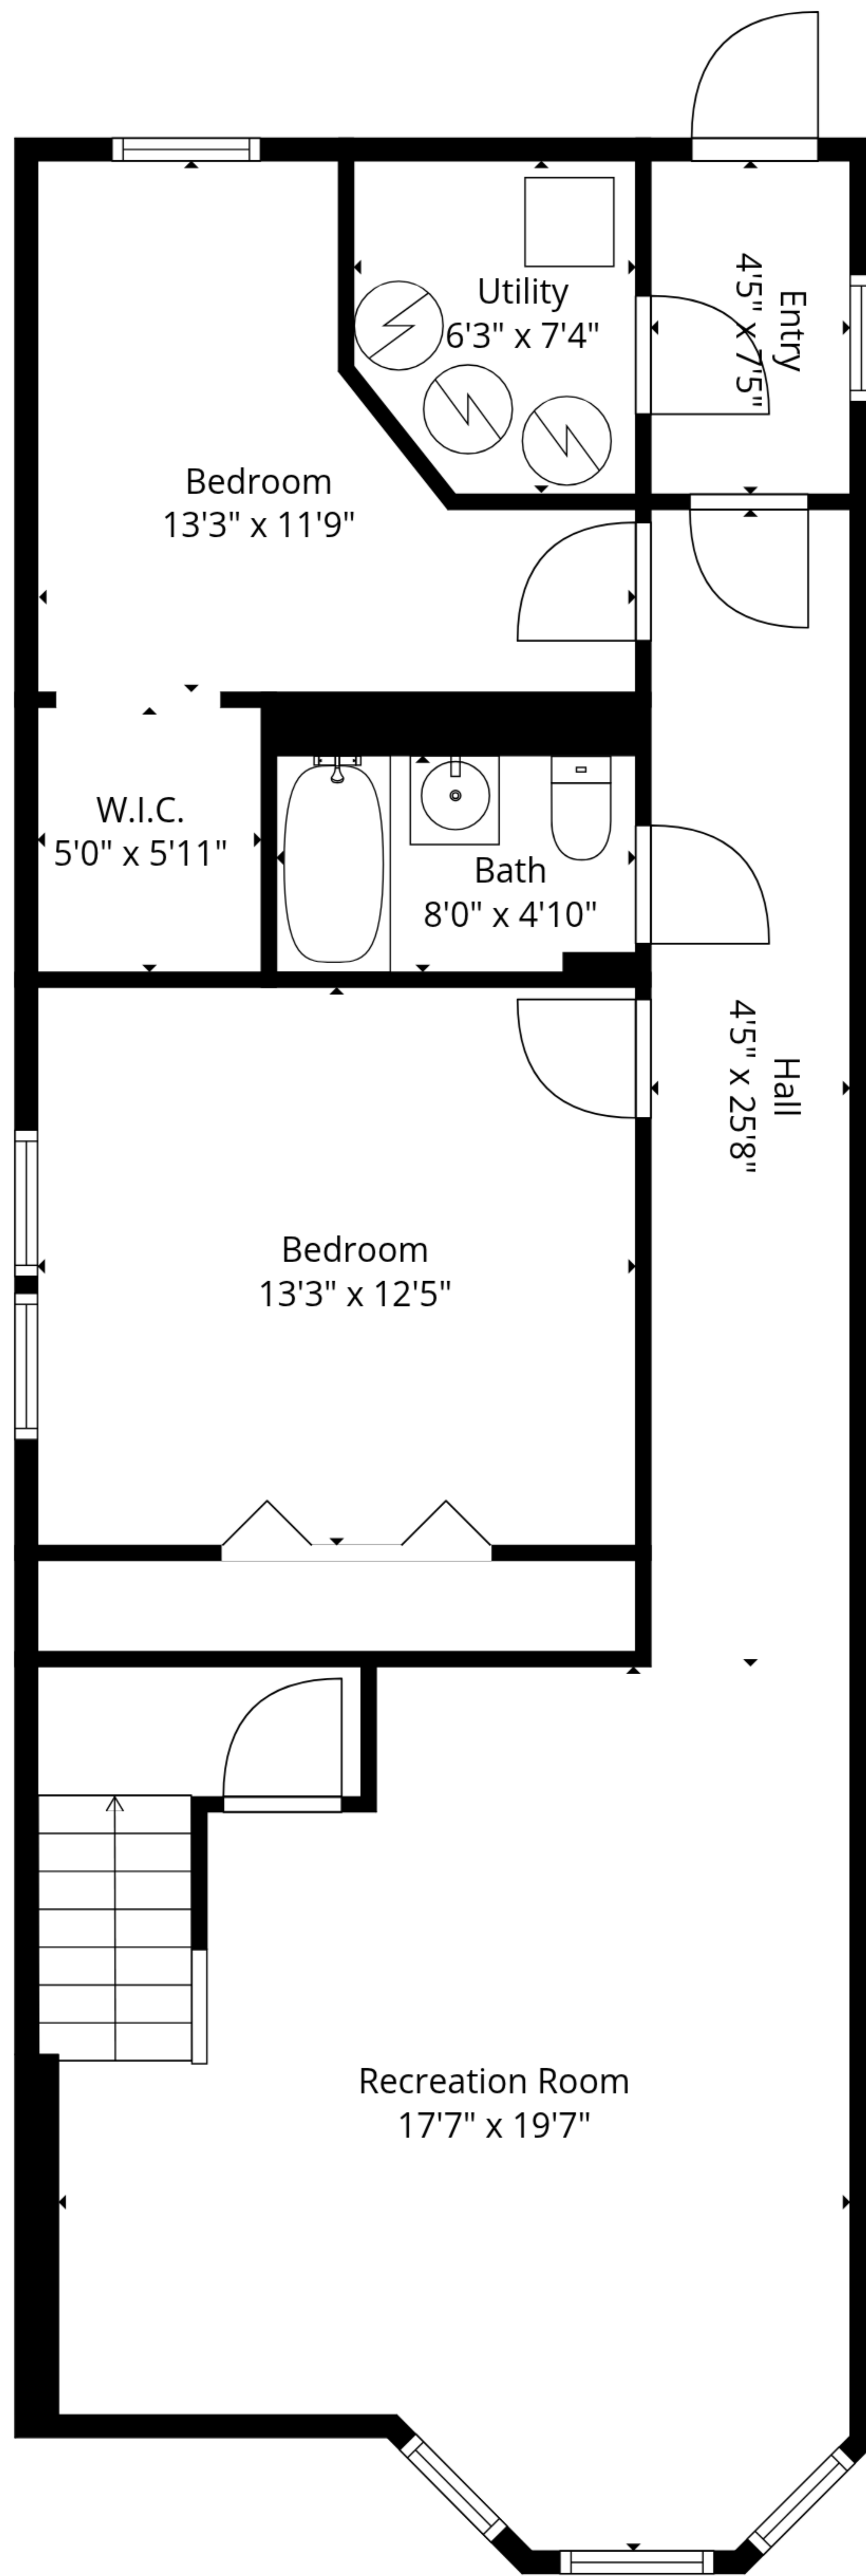 Utility
6'3" x 7'4"
Entry
4'5" x 7'5"
Bedroom
13'3" x 11'9"
W.I.C.
5'0" x 5'11"
Bath
8'0" x 4'10"
Hall
4'5" x 25'8"
Bedroom
13'3" x 12'5"
Recreation Room
17'7" x 19'7"